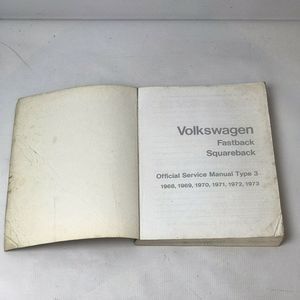 Volkswagen
Fastback
Squareback
Official Service Manual Type 3
1968, 1969, 1970, 1971, 1972, 1973